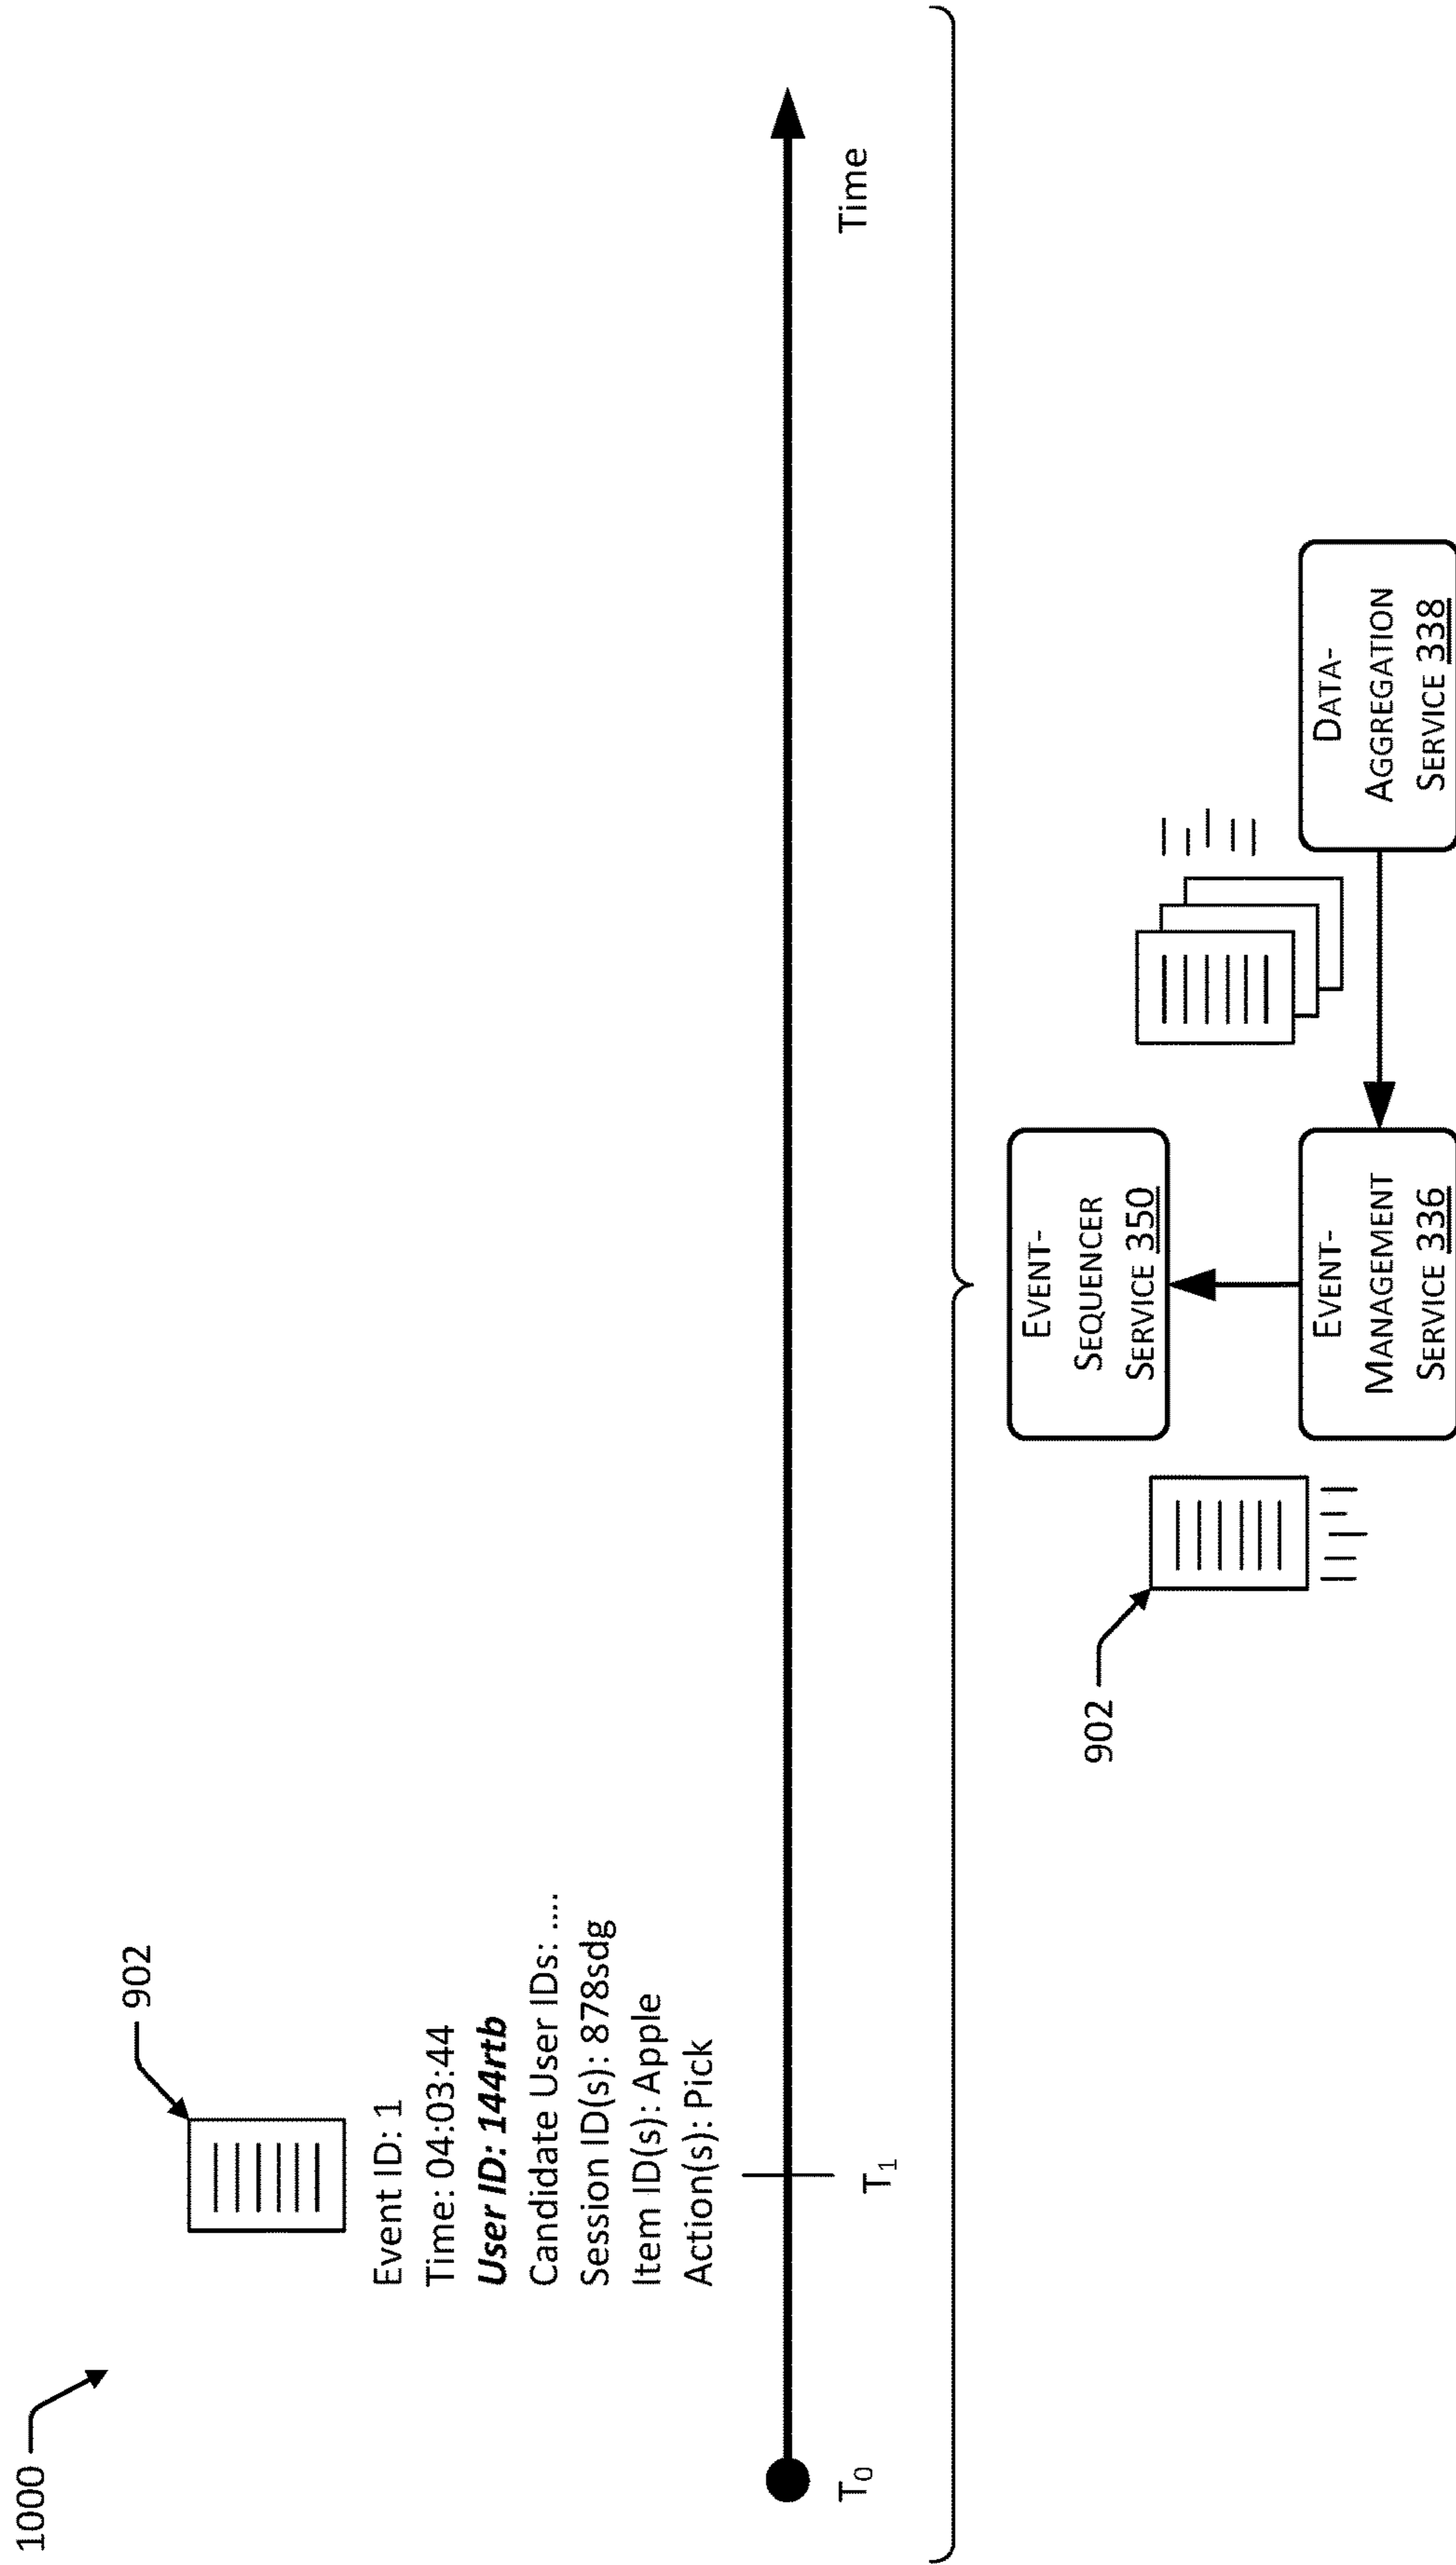 1000
902
Event ID: 1
Time: 04:03:44
User ID: 144rtb
Candidate User IDs: ....
Session ID(s): 878sdg
Item ID(s): Apple
Action(s): Pick
T0
T1
Time
902
EVENT-
SEQUENCER
SERVICE 350
EVENT-
MANAGEMENT
SERVICE 336
DATA-
AGGREGATION
SERVICE 338